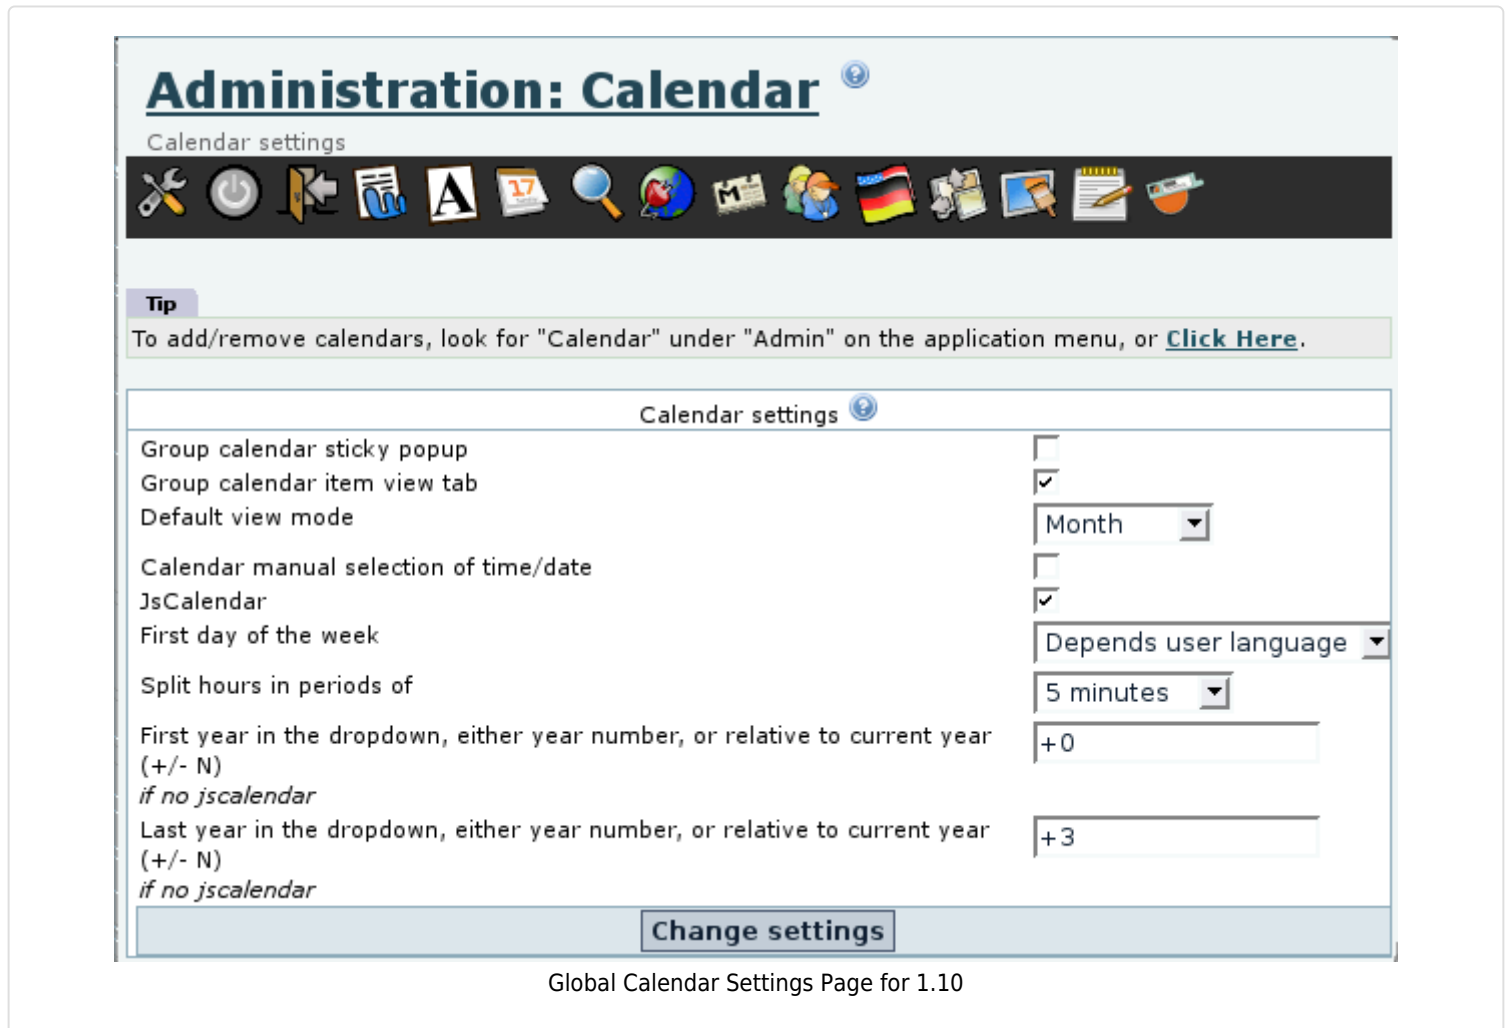 Administration: Calendar
Calendar settings
A
17
M
Tip
To add/remove calendars, look for "Calendar" under "Admin" on the application menu, or Click Here.
Calendar settings
Group calendar sticky popup
Group calendar item view tab
Default view mode
Month
Calendar manual selection of time/date
JsCalendar
First day of the week
Depends user language
Split hours in periods of
5 minutes
First year in the dropdown, either year number, or relative to current year
(+/- N)
+0
if no jscalendar
Last year in the dropdown, either year number, or relative to current year
(+/- N)
+3
if no jscalendar
Change settings
Global Calendar Settings Page for 1.10